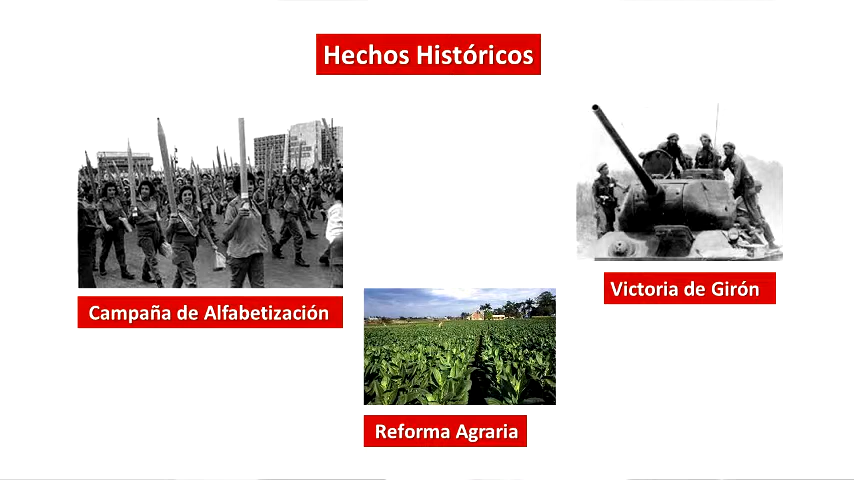 Hechos Históricos
Campaña de Alfabetización
Victoria de Girón
Reforma Agraria